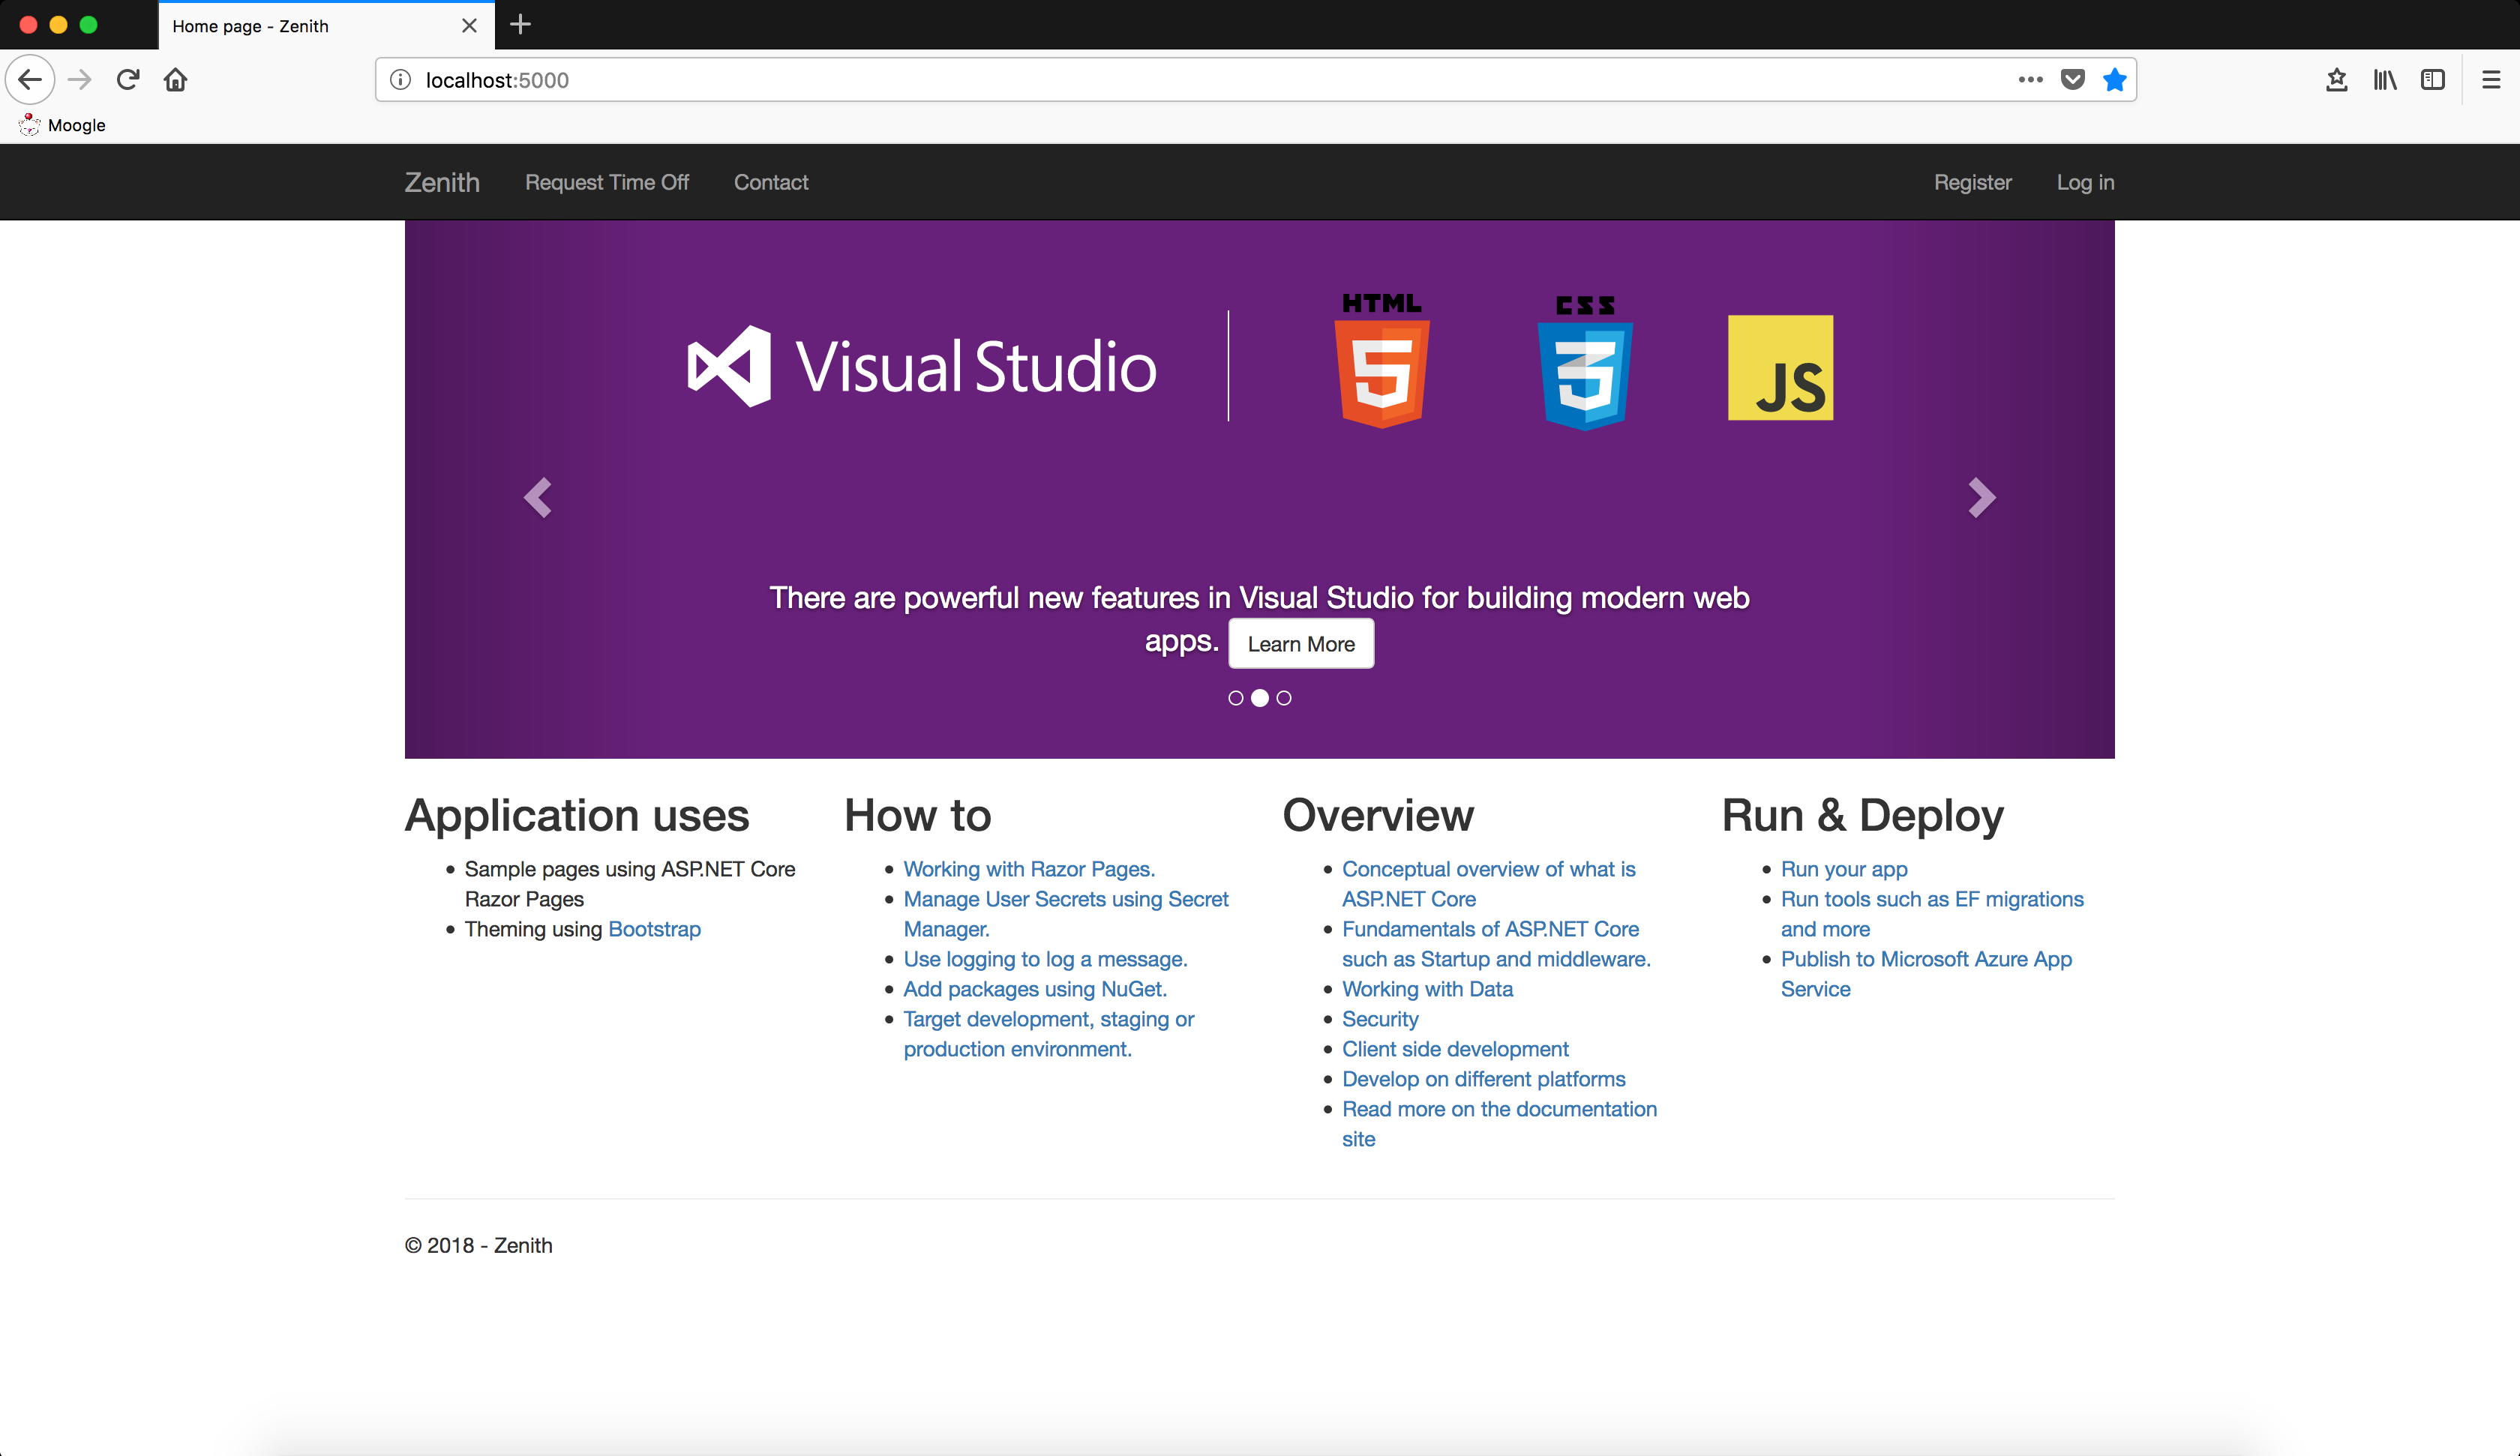 Home page - Zenith
localhost:5000
Moogle
Zenith Request Time Off Contact Register Log in
Visual Studio
HTML
5
CSS
3
JS
There are powerful new features in Visual Studio for building modern web
apps. Learn More
Application uses
Sample pages using ASP.NET Core
Razor Pages
Theming using Bootstrap
How to
Working with Razor Pages.
Manage User Secrets using Secret
Manager.
Use logging to log a message.
Add packages using NuGet.
Target development, staging or
production environment.
Overview
Conceptual overview of what is
ASP.NET Core
Fundamentals of ASP.NET Core
such as Startup and middleware.
Working with Data
Security
Client side development
Develop on different platforms
Read more on the documentation
site
Run & Deploy
Run your app
Run tools such as EF migrations
and more
Publish to Microsoft Azure App
Service
© 2018 - Zenith